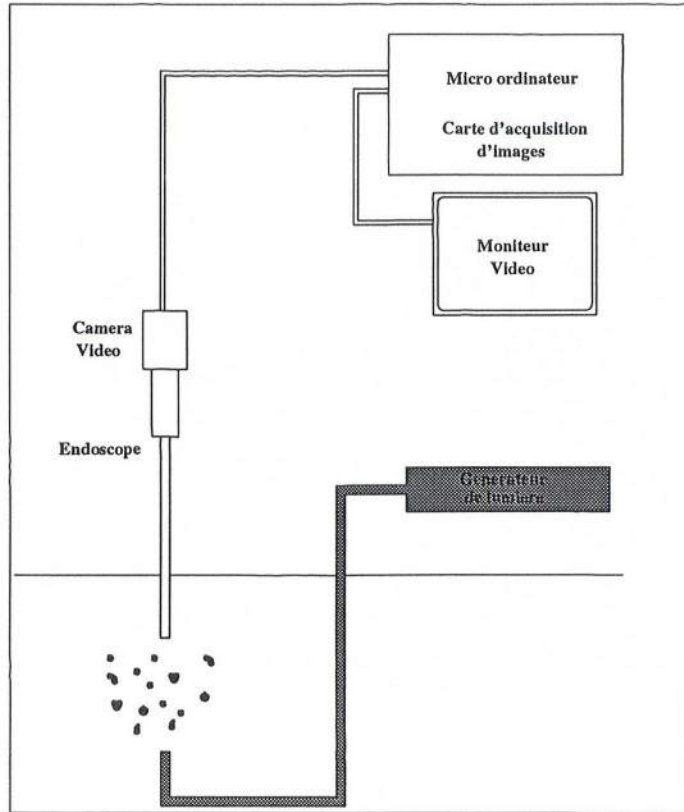 Micro ordinateur
Carte d'acquisition
d'images
Moniteur
Video
Camera
Video
Endoscope
Generateur
de lumiere